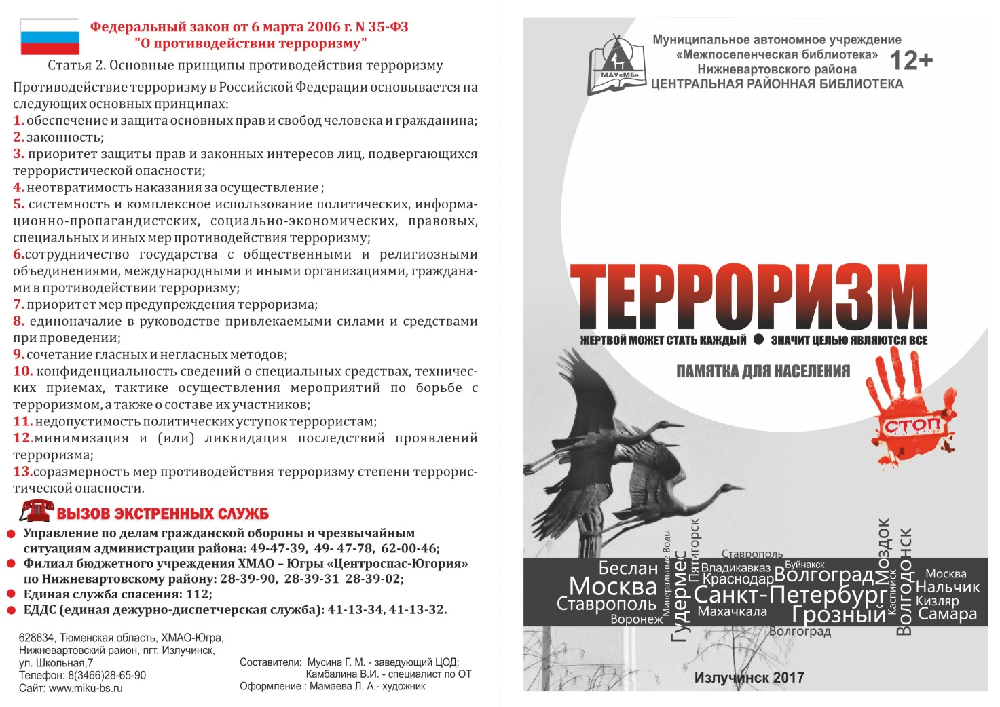 Федеральный закон от 6 марта 2006 г. N 35-ФЗ
"О противодействии терроризму"
Статья 2. Основные принципы противодействия терроризму
Противодействие терроризму в Российской Федерации основывается на
следующих основных принципах:
1. обеспечение и защита основных прав и свобод человека и гражданина;
2. законность;
3. приоритет защиты прав и законных интересов лиц, подвергающихся
террористической опасности;
4. неотвратимость наказания за осуществление ;
5. системность и комплексное использование политических, информа-
ционно-пропагандистских, социально-экономических, правовых,
специальных и иных мер противодействия терроризму;
6.сотрудничество государства с общественными и религиозными
объединениями, международными и иными организациями, граждана-
ми в противодействии терроризму;
7. приоритет мер предупреждения терроризма;
8. единоначалие в руководстве привлекаемыми силами и средствами
при проведении;
9. сочетание гласных и негласных методов;
10. конфиденциальность сведений о специальных средствах, техничес-
ких приемах, тактике осуществления мероприятий по борьбе с
терроризмом, а также о составе их участников;
11. недопустимость политических уступок террористам;
12.минимизация и (или) ликвидация последствий проявлений
терроризма;
13.соразмерность мер противодействия терроризму степени террорис-
тической опасности.
ВЫЗОВ ЭКСТРЕННЫХ СЛУЖБ
Управление по делам гражданской обороны и чрезвычайным
ситуациям администрации района: 49-47-39, 49- 47-78, 62-00-46;
Филиал бюджетного учреждения ХМАО – Югры «Центроспас-Югория»
по Нижневартовскому району: 28-39-90, 28-39-31 28-39-02;
Единая служба спасения: 112;
ЕДДС (единая дежурно-диспетчерская служба): 41-13-34, 41-13-32.
628634, Тюменская область, ХМАО-Югра,
Нижневартовский район, пгт. Излучинск,
ул. Школьная,7
Телефон: 8(3466)28-65-90
Сайт: www.miku-bs.ru
Составители: Мусина Г. М. - заведующий ЦОД;
Камбалина В.И. - специалист по ОТ
Оформление : Мамаева Л. А.- художник
МАУ«МБ»
Муниципальное автономное учреждение
«Межпоселенческая библиотека»
Нижневартовского района
ЦЕНТРАЛЬНАЯ РАЙОННАЯ БИБЛИОТЕКА
12+
ТЕРРОРИЗМ
ЖЕРТВОЙ МОЖЕТ СТАТЬ КАЖДЫЙ ● ЗНАЧИТ ЦЕЛЬЮ ЯВЛЯЮТСЯ ВСЕ
ПАМЯТКА ДЛЯ НАСЕЛЕНИЯ
СТОП
Беслан
Москва
Ставрополь
Воронеж
Минеральные Воды
Гудермес
Пятигорск
Ставрополь
Владикавказ
Буйнакск
Краснодар
Волгоград
Санкт-Петербург
Махачкала
Грозный
Волгоград
Моздок
Каспийск
Волгодонск
Москва
Нальчик
Кизляр
Самара
Излучинск 2017